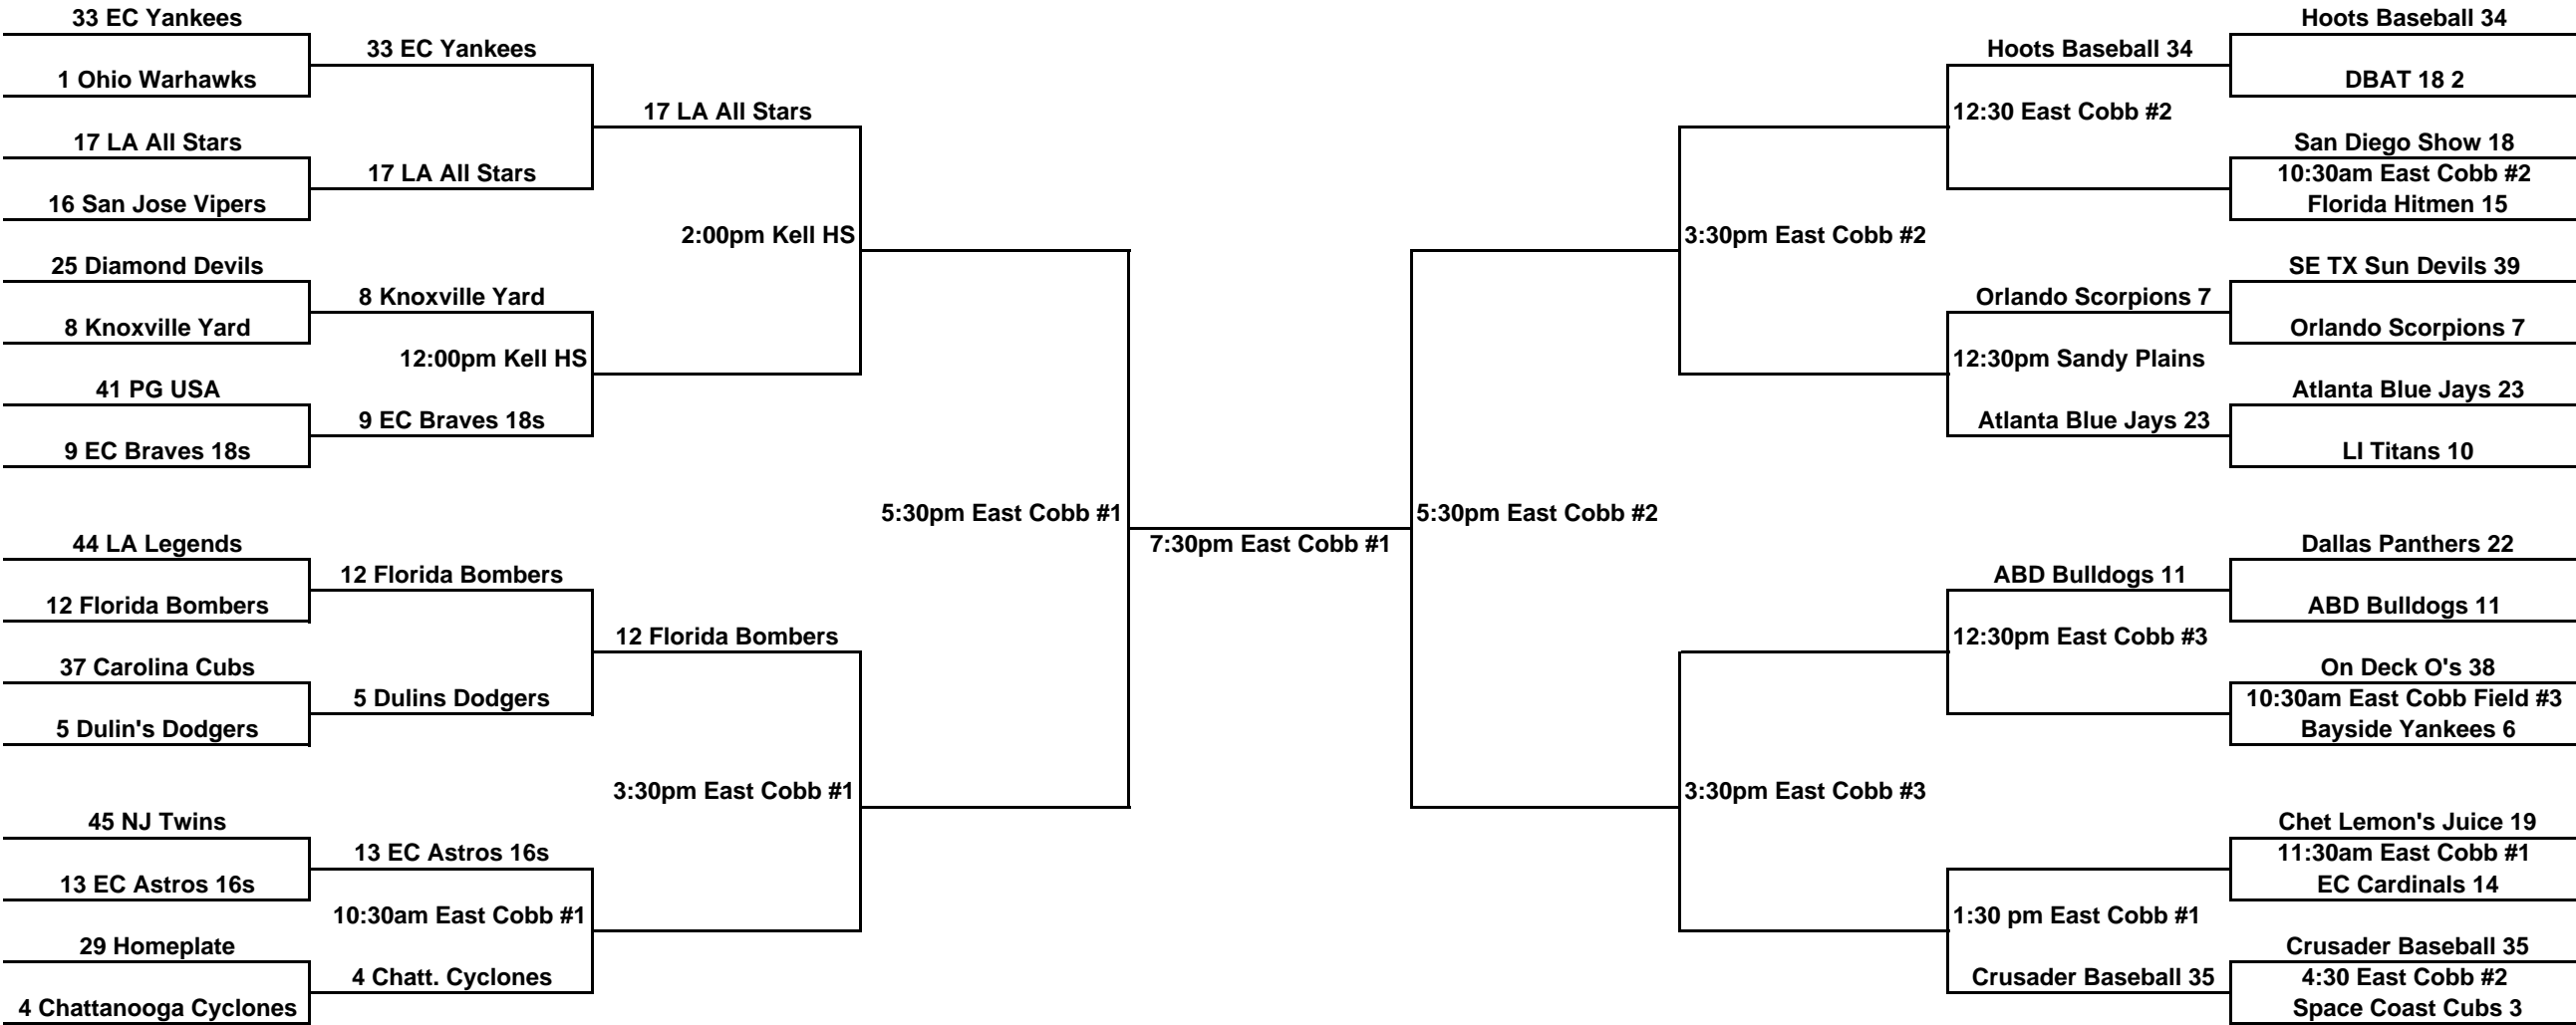 33 EC Yankees
1 Ohio Warhawks
17 LA All Stars
16 San Jose Vipers
25 Diamond Devils
8 Knoxville Yard
41 PG USA
9 EC Braves 18s
44 LA Legends
12 Florida Bombers
37 Carolina Cubs
5 Dulin's Dodgers
45 NJ Twins
13 EC Astros 16s
29 Homeplate
4 Chattanooga Cyclones
33 EC Yankees
17 LA All Stars
8 Knoxville Yard
12:00pm Kell HS
9 EC Braves 18s
12 Florida Bombers
5 Dulins Dodgers
13 EC Astros 16s
10:30am East Cobb #1
4 Chatt. Cyclones
17 LA All Stars
2:00pm Kell HS
12 Florida Bombers
3:30pm East Cobb #1
5:30pm East Cobb #1
7:30pm East Cobb #1
5:30pm East Cobb #2
3:30pm East Cobb #2
3:30pm East Cobb #3
Hoots Baseball 34
12:30 East Cobb #2
Orlando Scorpions 7
12:30pm Sandy Plains
Atlanta Blue Jays 23
ABD Bulldogs 11
12:30pm East Cobb #3
1:30 pm East Cobb #1
Crusader Baseball 35
Hoots Baseball 34
DBAT 18 2
San Diego Show 18
10:30am East Cobb #2
Florida Hitmen 15
SE TX Sun Devils 39
Orlando Scorpions 7
Atlanta Blue Jays 23
LI Titans 10
Dallas Panthers 22
ABD Bulldogs 11
On Deck O's 38
10:30am East Cobb Field #3
Bayside Yankees 6
Chet Lemon's Juice 19
11:30am East Cobb #1
EC Cardinals 14
Crusader Baseball 35
4:30 East Cobb #2
Space Coast Cubs 3